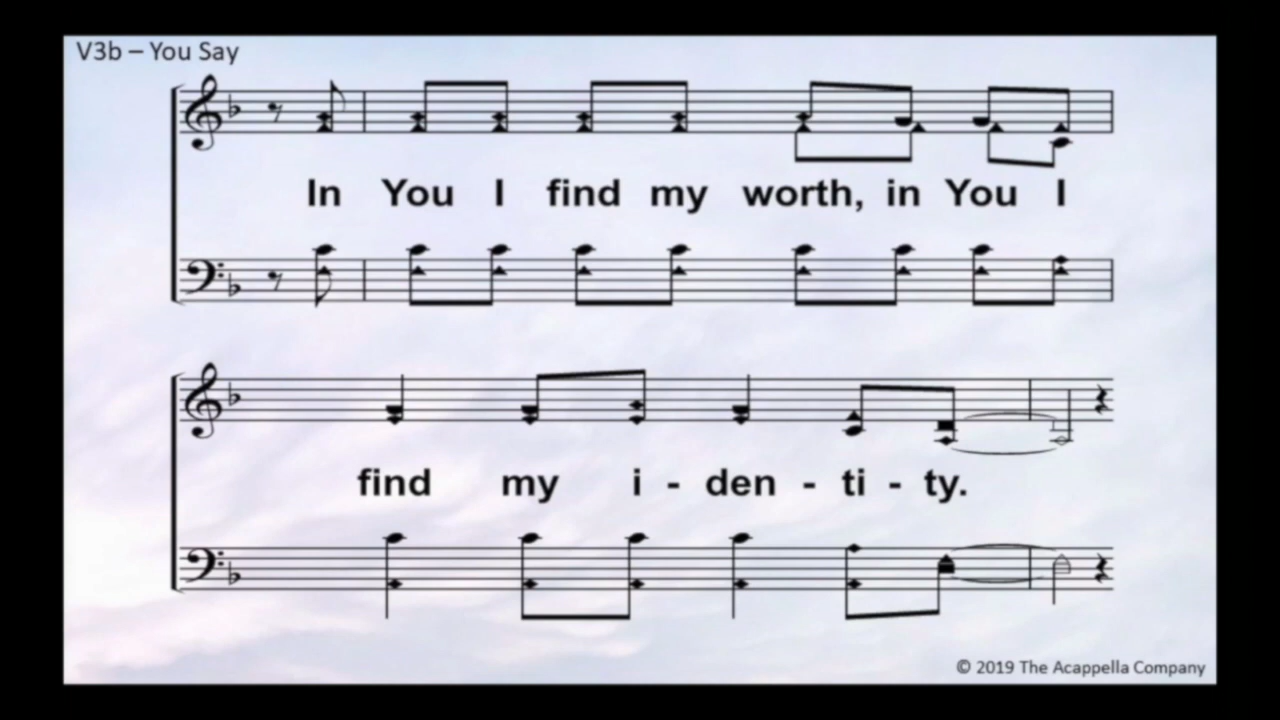 V3b – You Say
In You I find my worth, in You I
find my i - den - ti - ty.
© 2019 The Acappella Company